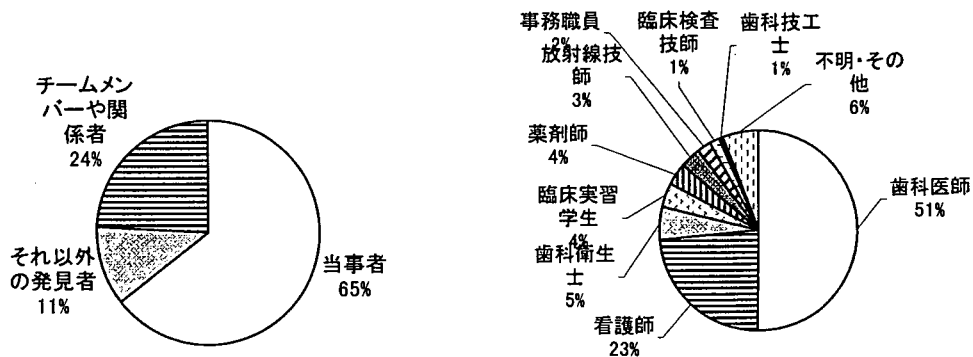 チームメン
バーや関
係者
24%
それ以外
の発見者
11%
当事者
65%
事務職員
2%
放射線技
師
3%
臨床検査
技師
1%
歯科技工
士
1%
不明・その
他
6%
薬剤師
4%
臨床実習
学生
4%
歯科衛生
士
5%
看護師
23%
歯科医師
51%